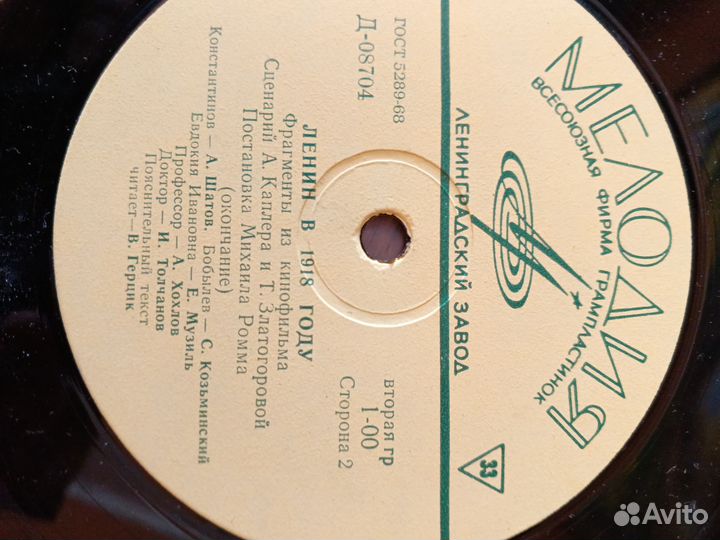 МЕЛОДИЯ
ВСЕСОЮЗНАЯ ФИРМА ГРАМПЛАСТИНОК
ЛЕНИНГРАДСКИЙ ЗАВОД
33
ГОСТ 5289-68
Д-08704
вторая гр
1-00
Сторона 2
ЛЕНИН В 1918 ГОДУ
Фрагменты из кинофильма
Сценарий А. Каплера и Т. Златогоровой
Постановка Михаила Ромма
(окончание)
Константинов — А. Шатов. Бобылев — С. Козьминский
Евдокия Ивановна — Е. Музиль
Профессор — А. Хохлов
Доктор — И. Толчанов
Пояснительный текст
читает — В. Герцик
Avito